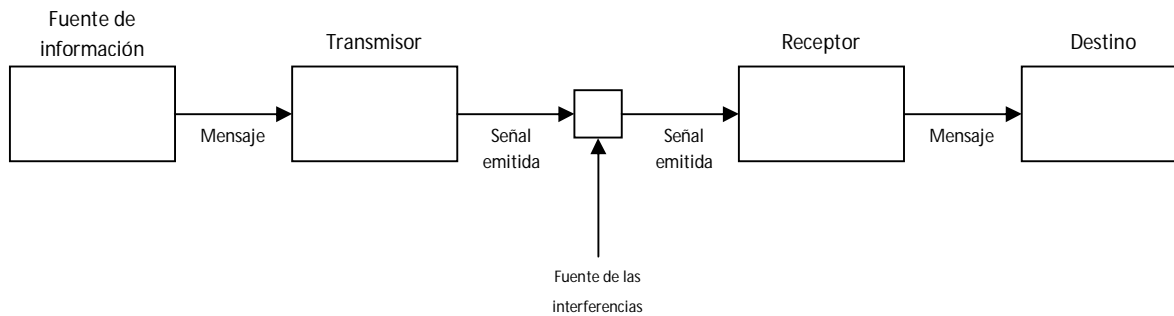 Fuente de
información
Transmisor
Receptor
Destino
Mensaje
Señal
emitida
Señal
emitida
Mensaje
Fuente de las
interferencias